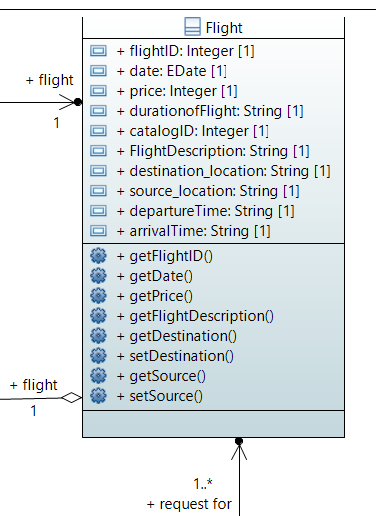 Flight
+ flightID: Integer [1]
+ date: EDate [1]
+ price: Integer [1]
+ durationofFlight: String [1]
+ catalogID: Integer [1]
+ FlightDescription: String [1]
+ destination_location: String [1]
+ source_location: String [1]
+ departureTime: String [1]
+ arrivalTime: String [1]
+ getFlightID()
+ getDate()
+ getPrice()
+ getFlightDescription()
+ getDestination()
+ setDestination()
+ getSource()
+ setSource()
+ flight
1
+ flight
1
1..*
+ request for